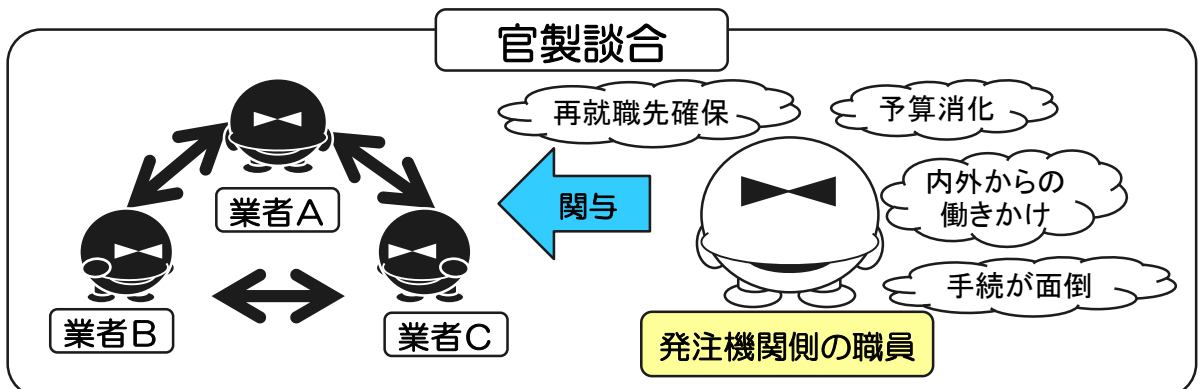 官製談合
再就職先確保
予算消化
内外からの
働きかけ
手続が面倒
関与
業者A
業者B
業者C
発注機関側の職員